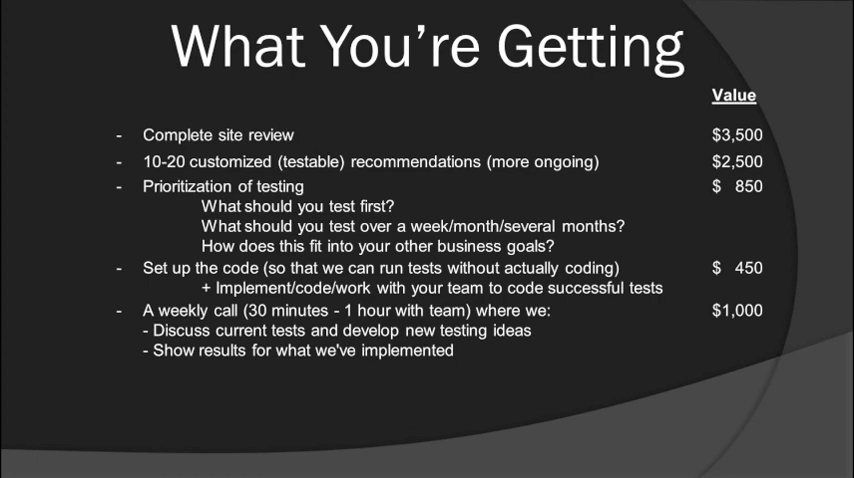 What You're Getting
Value
- Complete site review $3,500
- 10-20 customized (testable) recommendations (more ongoing) $2,500
- Prioritization of testing $ 850
What should you test first?
What should you test over a week/month/several months?
How does this fit into your other business goals?
- Set up the code (so that we can run tests without actually coding) $ 450
+ Implement/code/work with your team to code successful tests
- A weekly call (30 minutes - 1 hour with team) where we: $1,000
- Discuss current tests and develop new testing ideas
- Show results for what we've implemented